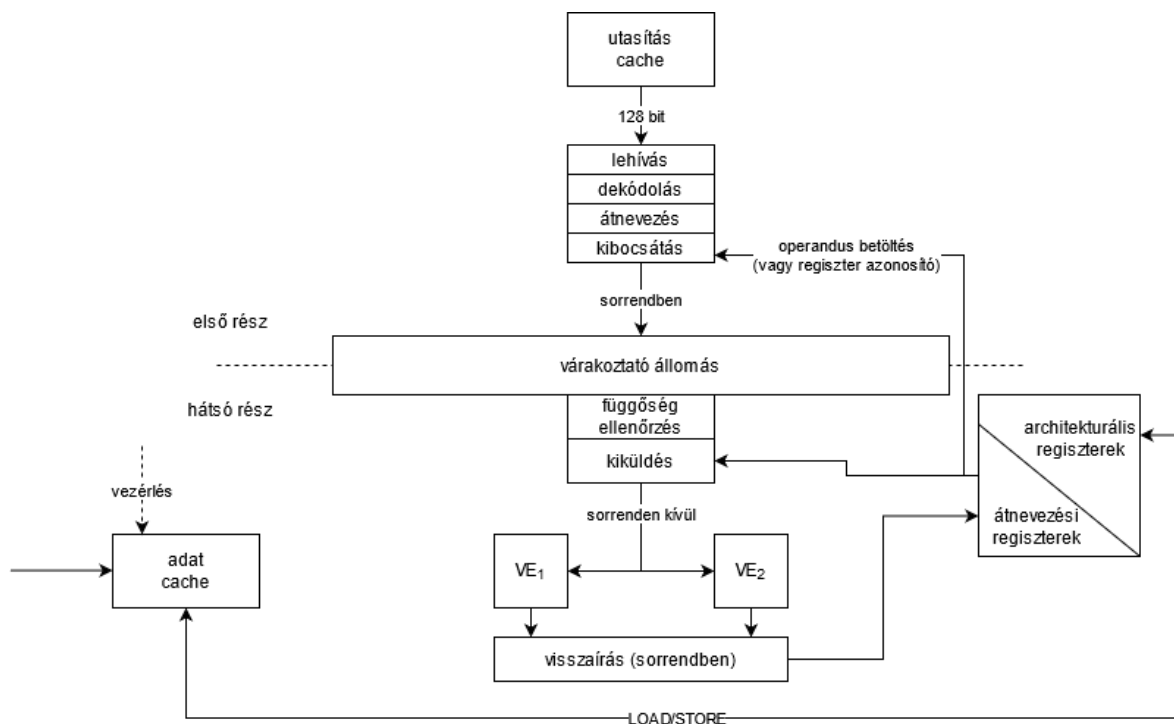 utasítás
cache
128 bit
lehívás
dekódolás
átnevezés
kibocsátás
operandus betöltés
(vagy regiszter azonosító)
sorrendben
első rész
várakoztató állomás
hátsó rész
függőség
ellenőrzés
kiküldés
architekturális
regiszterek
átnevezési
regiszterek
vezérlés
sorrenden kívül
adat
cache
VE1
VE2
visszaírás (sorrendben)
LOAD/STORE